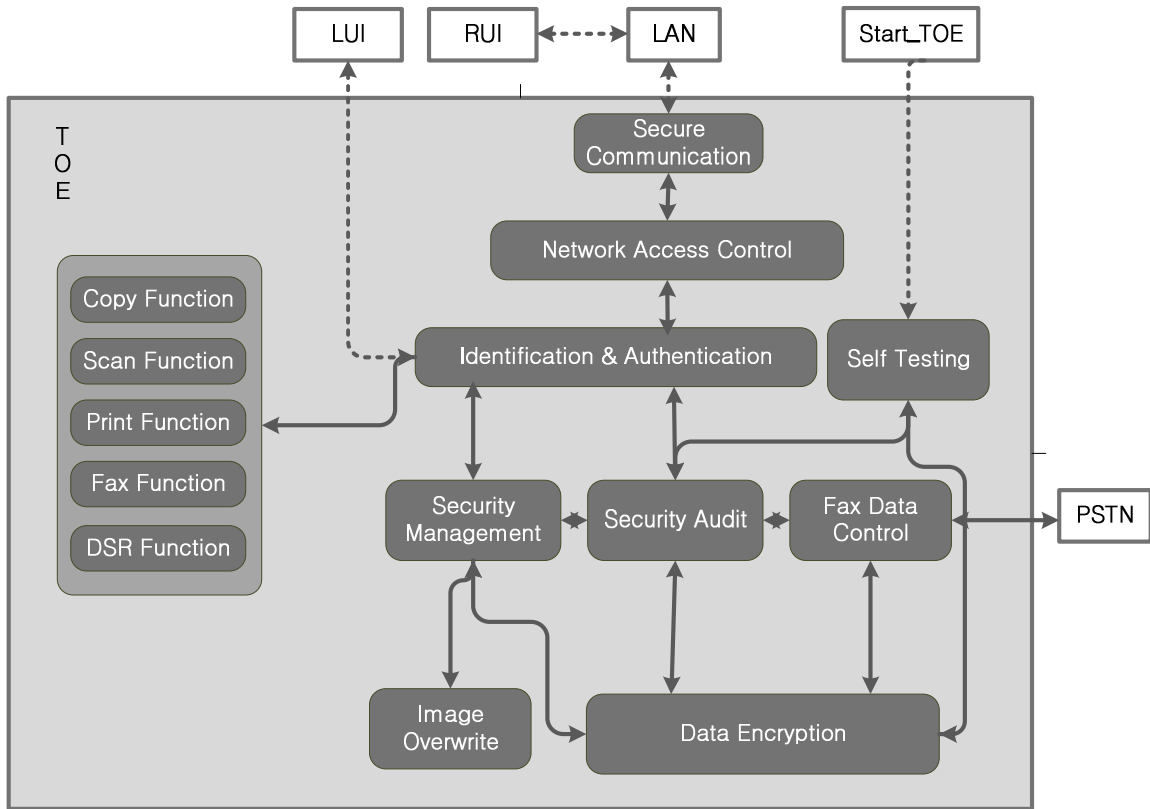 LUI
RUI
LAN
Start_TOE
T
O
E
Secure
Communication
Network Access Control
Copy Function
Scan Function
Print Function
Fax Function
DSR Function
Identification & Authentication
Self Testing
Security
Management
Security Audit
Fax Data
Control
PSTN
Image
Overwrite
Data Encryption